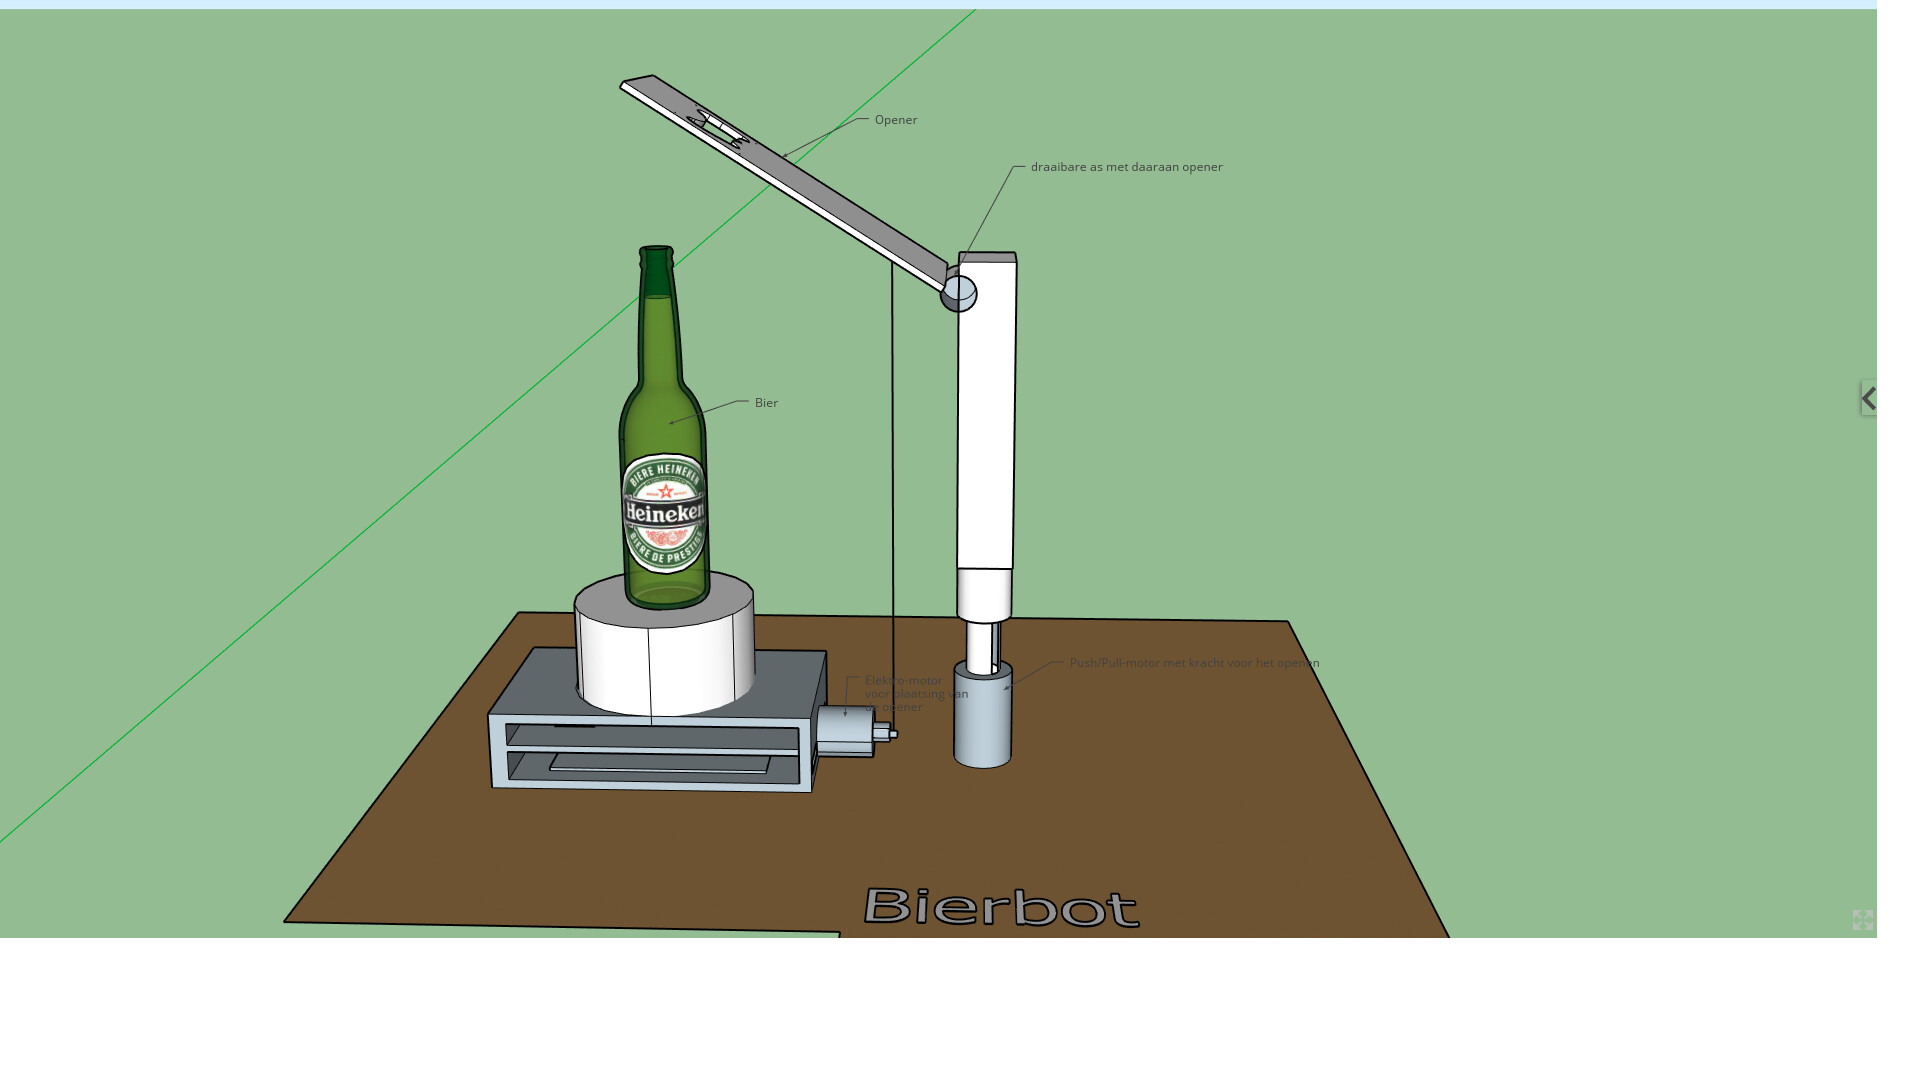 Opener
draaibare as met daaraan opener
Bier
BIERE HEINEKEN
Heineken
BIERE DE PRESTIGE
Push/Pull-motor met kracht voor het openen
Elektro-motor
voor plaatsing van
de opener
Bierbot